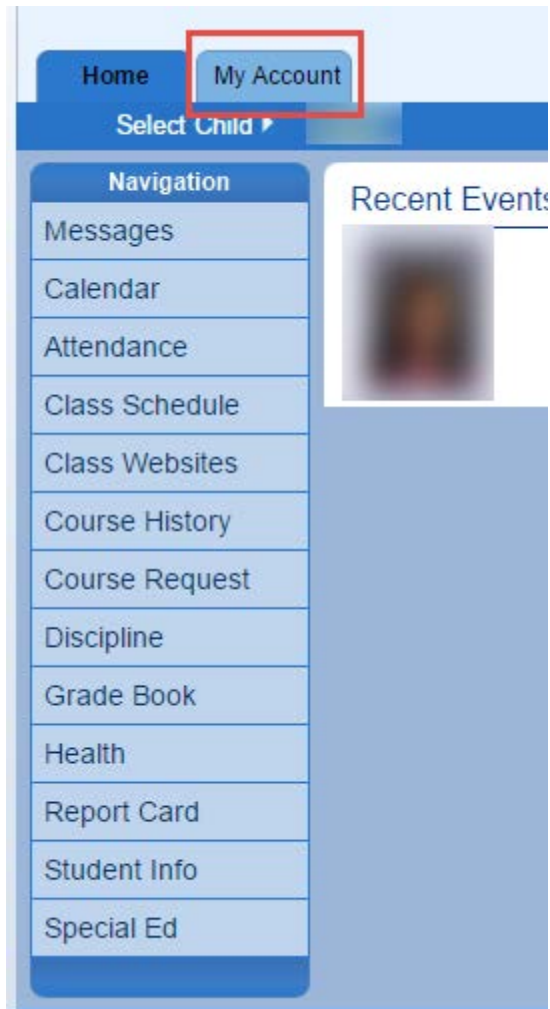 Home My Account
Select Child
Navigation
Recent Events
Messages
Calendar
Attendance
Class Schedule
Class Websites
Course History
Course Request
Discipline
Grade Book
Health
Report Card
Student Info
Special Ed